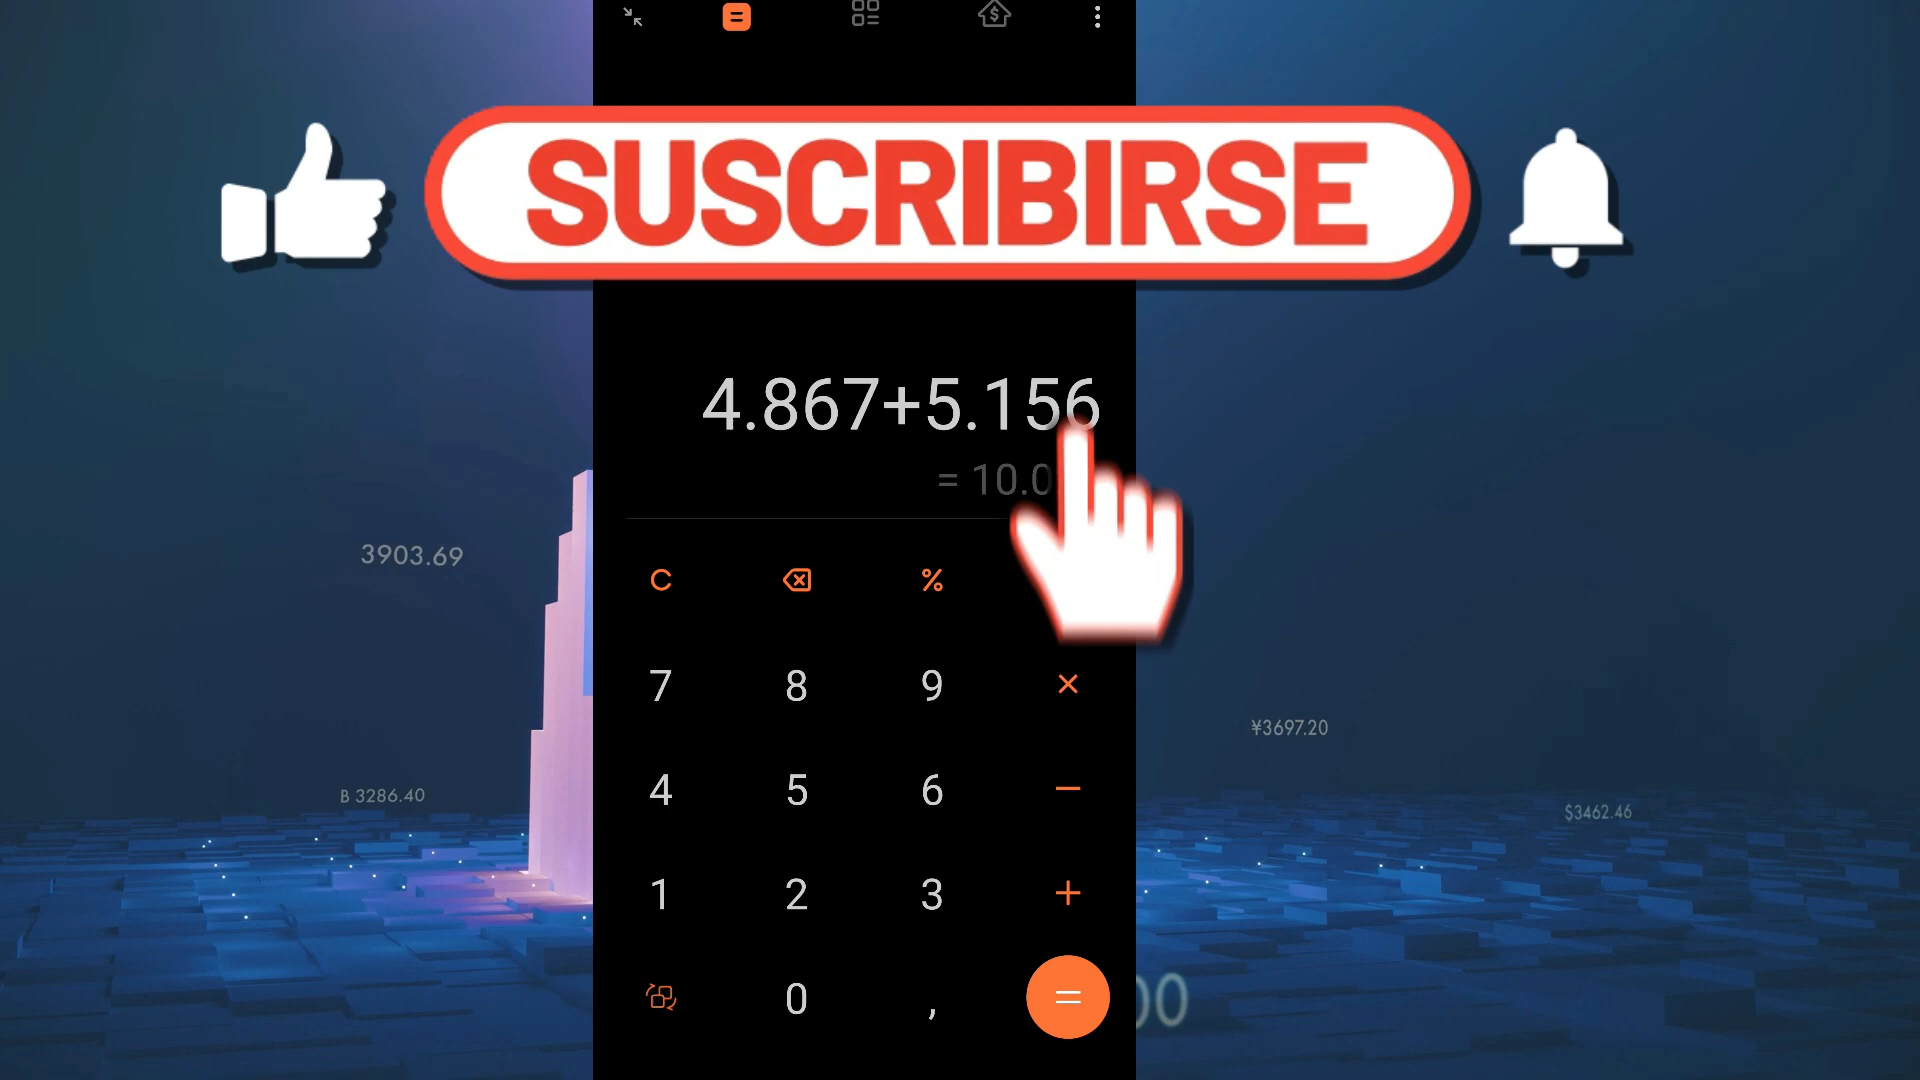 SUSCRIBIRSE
4.867+5.156
= 10.0
3903.69
C %
7 8 9 ×
¥3697.20
4 5 6 −
B 3286.40
$3462.46
1 2 3 +
0 , =
00